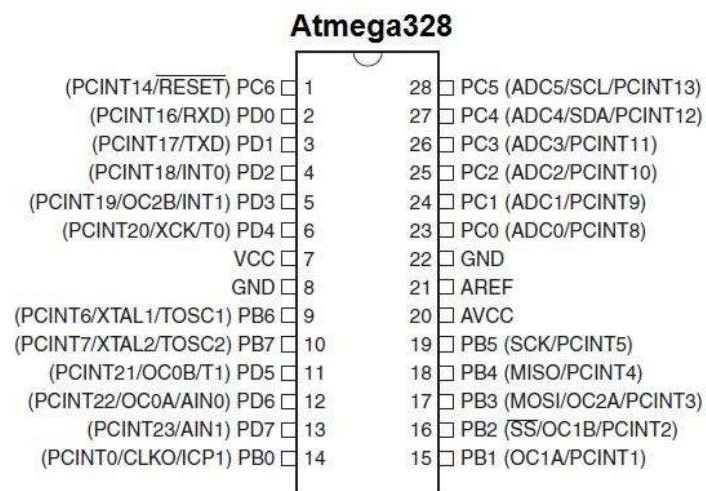 Atmega328
(PCINT14/RESET) PC6 1 28 PC5 (ADC5/SCL/PCINT13)
(PCINT16/RXD) PD0 2 27 PC4 (ADC4/SDA/PCINT12)
(PCINT17/TXD) PD1 3 26 PC3 (ADC3/PCINT11)
(PCINT18/INT0) PD2 4 25 PC2 (ADC2/PCINT10)
(PCINT19/OC2B/INT1) PD3 5 24 PC1 (ADC1/PCINT9)
(PCINT20/XCK/T0) PD4 6 23 PC0 (ADC0/PCINT8)
VCC 7 22 GND
GND 8 21 AREF
(PCINT6/XTAL1/TOSC1) PB6 9 20 AVCC
(PCINT7/XTAL2/TOSC2) PB7 10 19 PB5 (SCK/PCINT5)
(PCINT21/OC0B/T1) PD5 11 18 PB4 (MISO/PCINT4)
(PCINT22/OC0A/AIN0) PD6 12 17 PB3 (MOSI/OC2A/PCINT3)
(PCINT23/AIN1) PD7 13 16 PB2 (SS/OC1B/PCINT2)
(PCINT0/CLKO/ICP1) PB0 14 15 PB1 (OC1A/PCINT1)